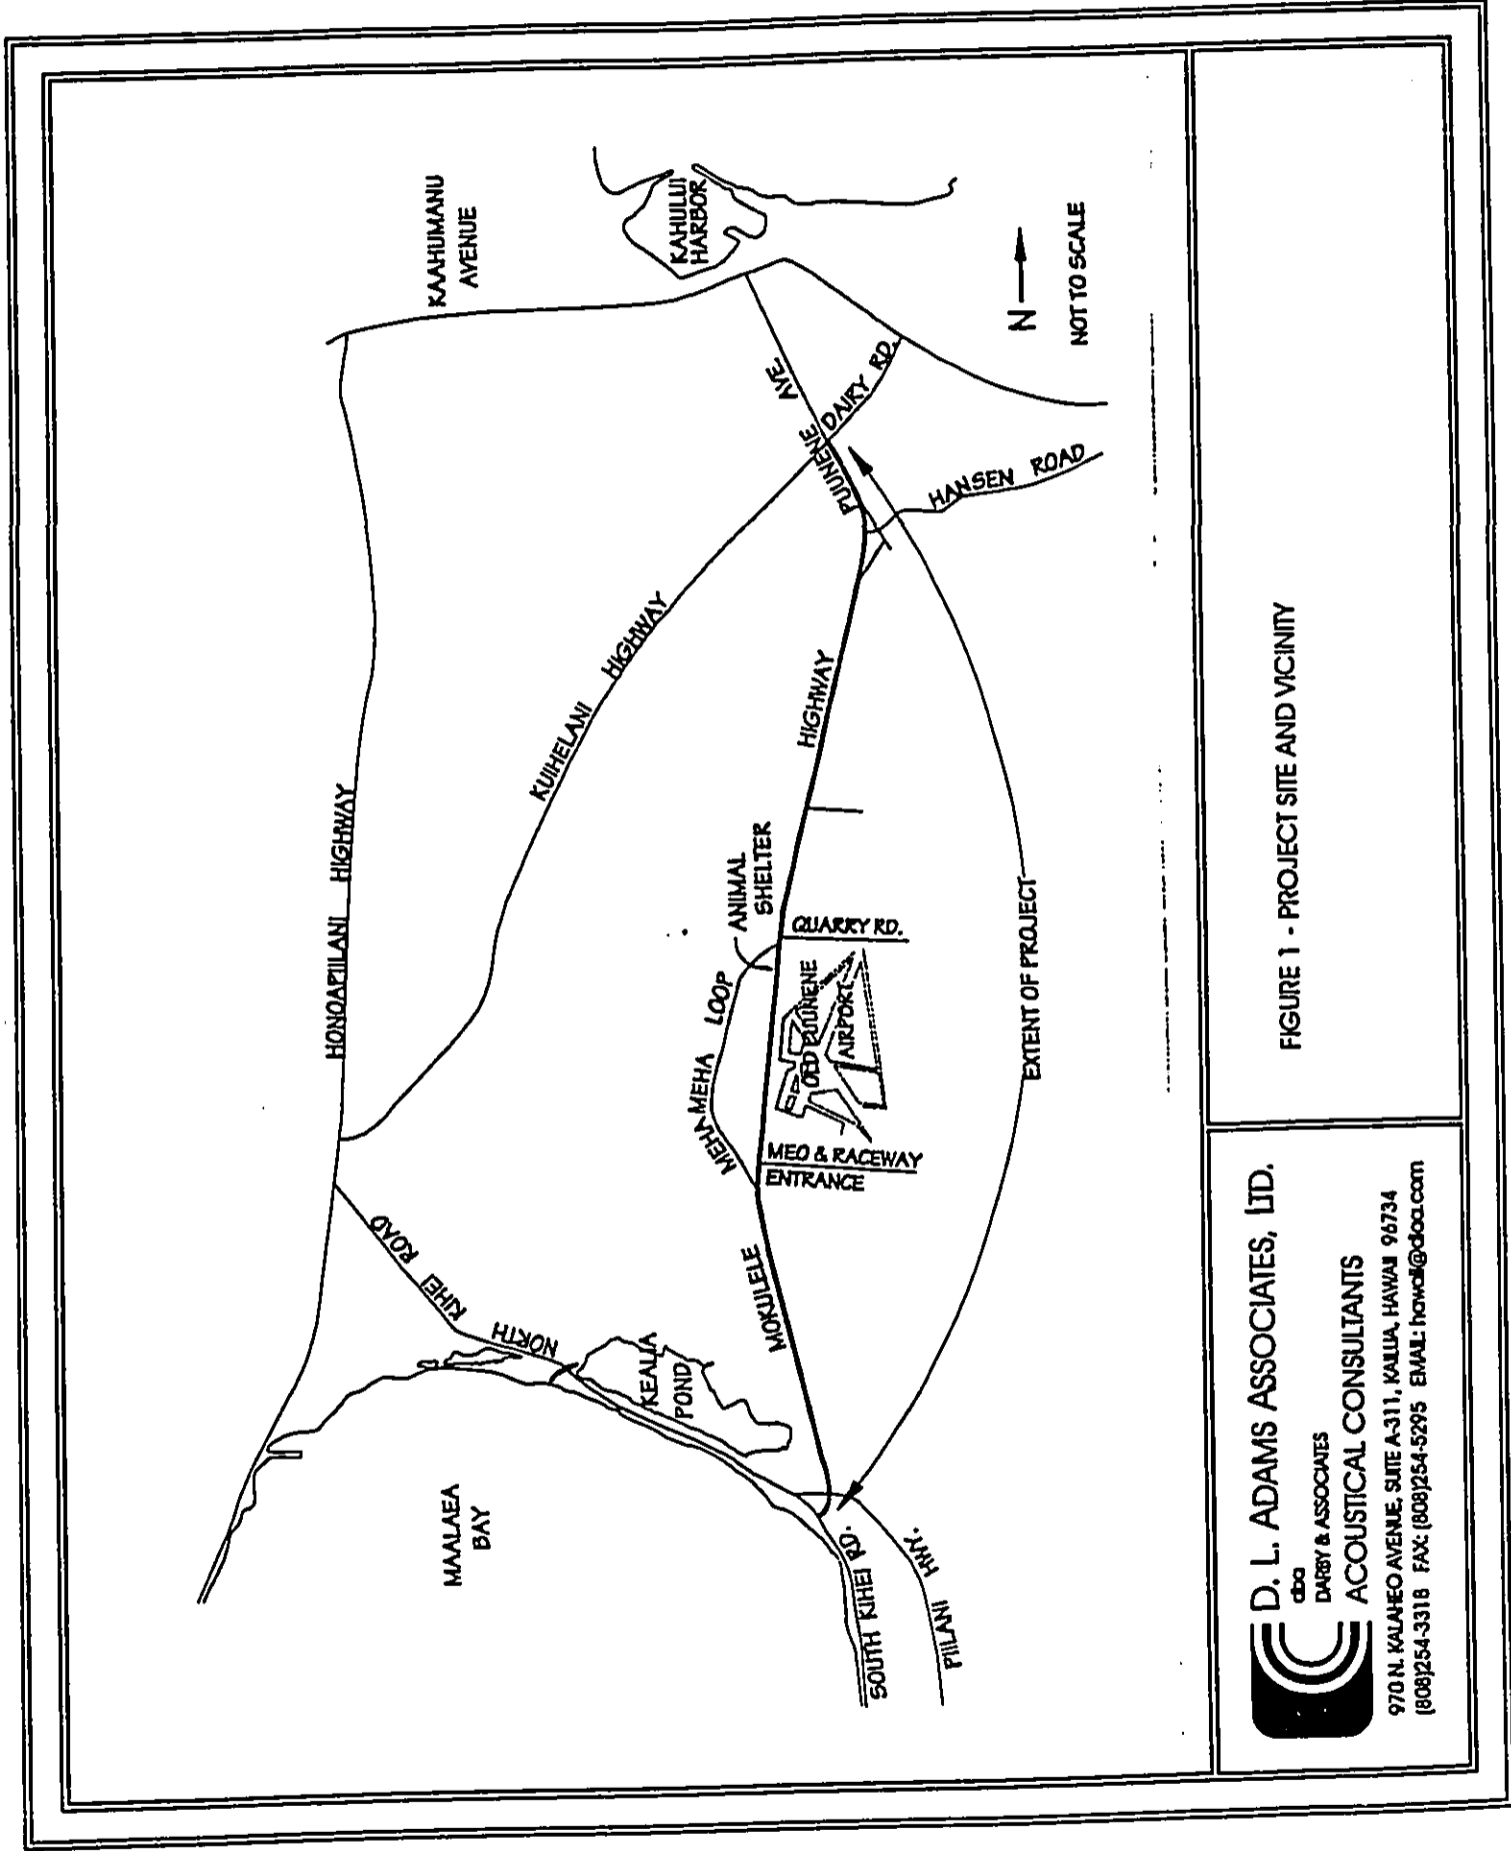 KAAHUMANU
AVENUE
KAHULUI
HARBOR
N
NOT TO SCALE
HONOAPIILANI HIGHWAY
KUIHELANI HIGHWAY
PUUNENE AVE.
DAIRY RD.
HANSEN ROAD
MOKULELE HIGHWAY
ANIMAL
SHELTER
QUARRY RD.
MEHAMEHA LOOP
OLD PUUNENE
AIRPORT
MEO & RACEWAY
ENTRANCE
EXTENT OF PROJECT
NORTH KIHEI ROAD
KEALIA
POND
MAALAEA
BAY
SOUTH KIHEI RD.
PIILANI HWY.
D. L. ADAMS ASSOCIATES, LTD.
dba
DARBY & ASSOCIATES
ACOUSTICAL CONSULTANTS
970 N. KALAHEO AVENUE, SUITE A-311, KAILUA, HAWAII 96734
(808)254-3318 FAX: (808)254-5295 EMAIL: hawaii@dlaa.com
FIGURE 1 - PROJECT SITE AND VICINITY